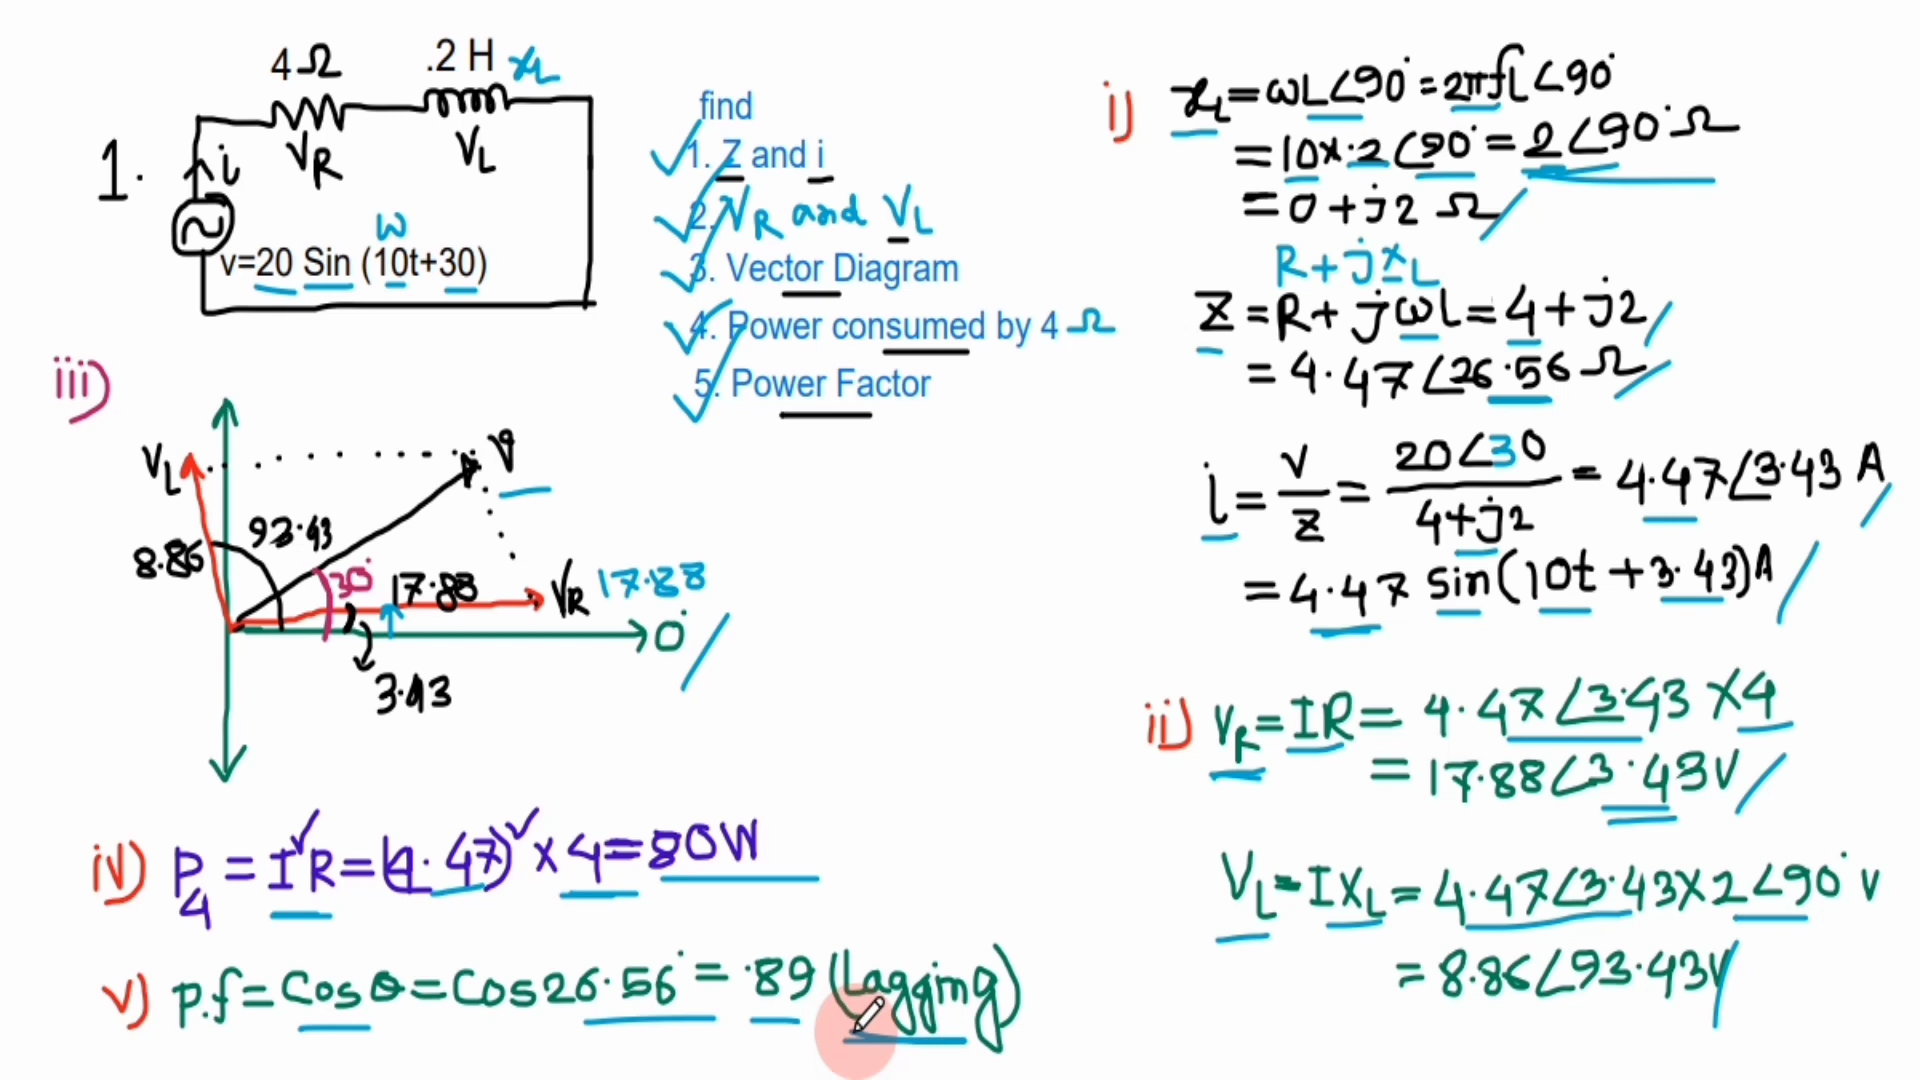 1.
4 Ω
.2 H xL
VR
VL
i
ω
v=20 Sin (10t+30)
find
1. Z and i
2. VR and VL
3. Vector Diagram
4. Power consumed by 4 Ω
5. Power Factor
i) xL = ωL∠90° = 2πfL∠90°
= 10×.2∠90° = 2∠90° Ω
= 0 + j2 Ω
R + jxL
Z = R + jωL = 4 + j2
= 4.47∠26.56 Ω
i = V/Z = 20∠30/4+j2 = 4.47∠3.43 A
= 4.47 sin(10t + 3.43) A
ii) VR = IR = 4.47∠3.43 × 4
= 17.88∠3.43 V
VL = IXL = 4.47∠3.43 × 2∠90° V
= 8.86∠93.43 V
iii)
VL
V
8.86
93.43
30°
17.88
VR 17.88
0°
3.43
iv) P4 = I²R = (4.47)² × 4 = 80W
v) p.f = Cosθ = Cos26.56° = .89 (Lagging)